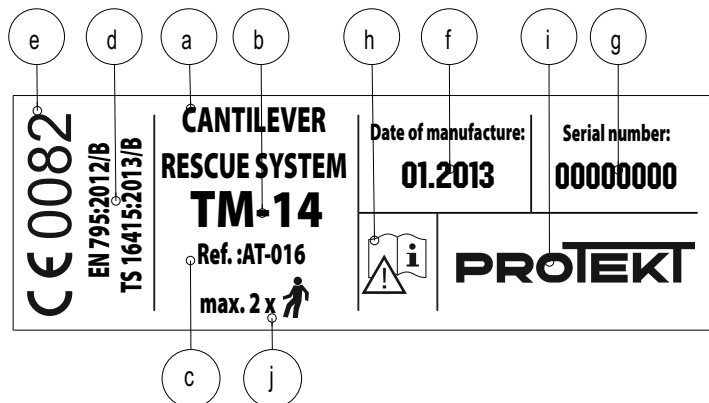 e
d
a
b
h
f
i
g
CE 0082
EN 795:2012/B
TS 16415:2013/B
CANTILEVER
RESCUE SYSTEM
TM-14
Ref. :AT-016
max. 2 x
Date of manufacture:
01.2013
Serial number:
00000000
i
PROTEKT
c
j